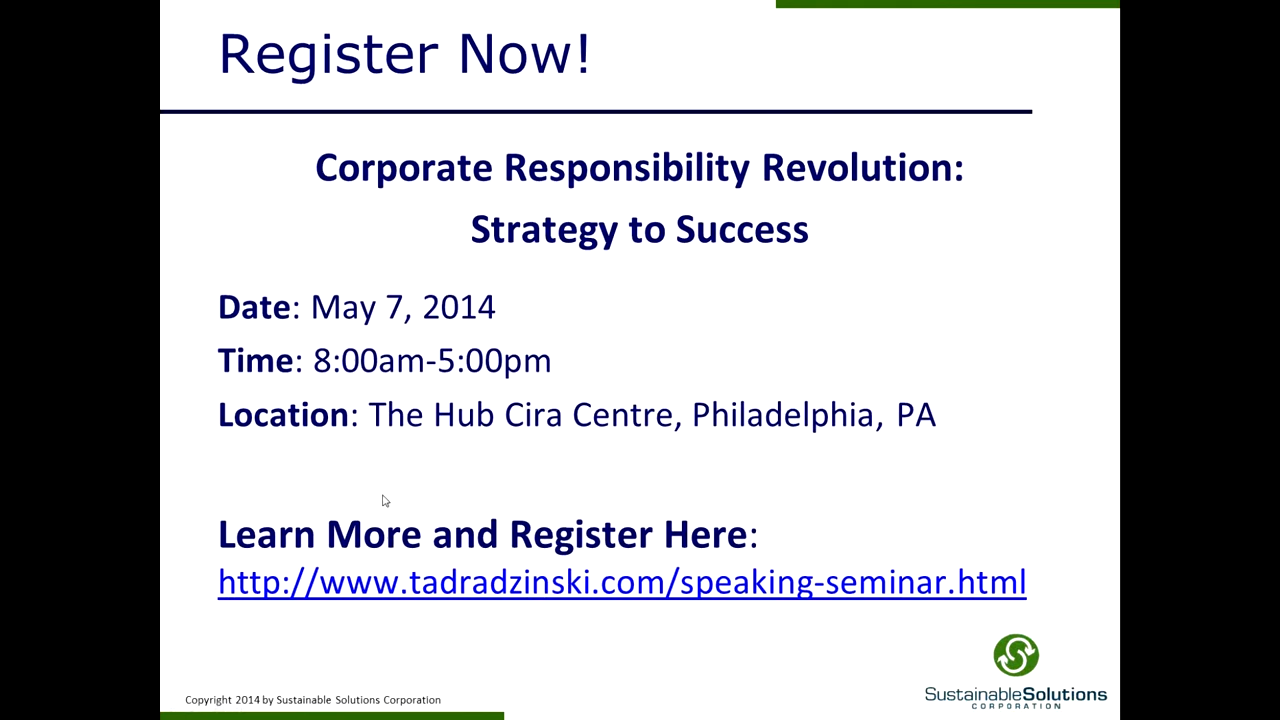 Register Now!
Corporate Responsibility Revolution:
Strategy to Success
Date: May 7, 2014
Time: 8:00am-5:00pm
Location: The Hub Cira Centre, Philadelphia, PA
Learn More and Register Here:
http://www.tadradzinski.com/speaking-seminar.html
SustainableSolutions
CORPORATION
Copyright 2014 by Sustainable Solutions Corporation